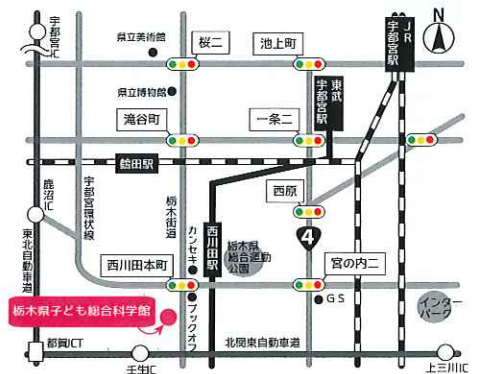 宇都宮IC
県立美術館
桜二
池上町
JR宇都宮駅
N
県立博物館
東武宇都宮駅
滝谷町
一条二
鶴田駅
西原
鹿沼IC
宇都宮環状線
栃木街道
カンセキ
西川田駅
栃木県
総合運動
公園
4
東北自動車道
西川田本町
宮の内二
ブックオフ
GS
インター
パーク
栃木県子ども総合科学館
都賀JCT
壬生IC
北関東自動車道
上三川IC